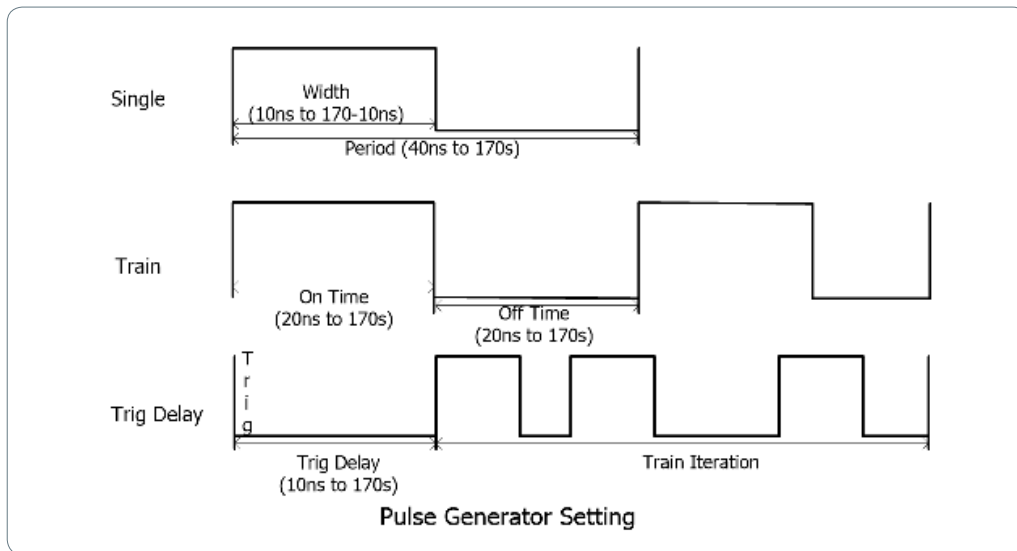 Single
Width
(10ns to 170-10ns)
Period (40ns to 170s)
Train
On Time
(20ns to 170s)
Off Time
(20ns to 170s)
Trig Delay
Trig
Trig Delay
(10ns to 170s)
Train Iteration
Pulse Generator Setting